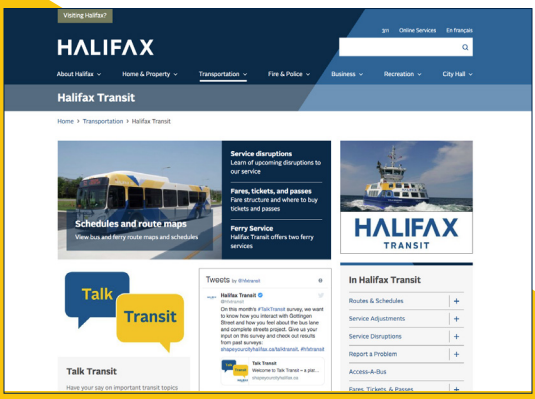 Visiting Halifax?
311 Online Services En français
HALIFAX
About Halifax Home & Property Transportation Fire & Police Business Recreation City Hall
Halifax Transit
Home > Transportation > Halifax Transit
Schedules and route maps
View bus and ferry route maps and schedules
Service disruptions
Learn of upcoming disruptions to
our service
Fares, tickets, and passes
Fare structure and where to buy
tickets and passes
Ferry Service
Halifax Transit offers two ferry
services
HALIFAX
TRANSIT
Talk
Transit
Talk Transit
Have your say on important transit topics
Tweets by @hfxtransit
Halifax Transit
@hfxtransit
On this month's #TalkTransit survey, we want
to know how you interact with Gottingen
Street and how you feel about the bus lane
and complete streets project. Give us your
input on this survey and check out results
from past surveys:
shapeyourcityhalifax.ca/talktransit. #hfxtransit
Talk Transit
Welcome to Talk Transit – a plat...
shapeyourcityhalifax.ca
In Halifax Transit
Routes & Schedules +
Service Adjustments +
Service Disruptions +
Report a Problem +
Access-A-Bus
Fares, Tickets, & Passes +